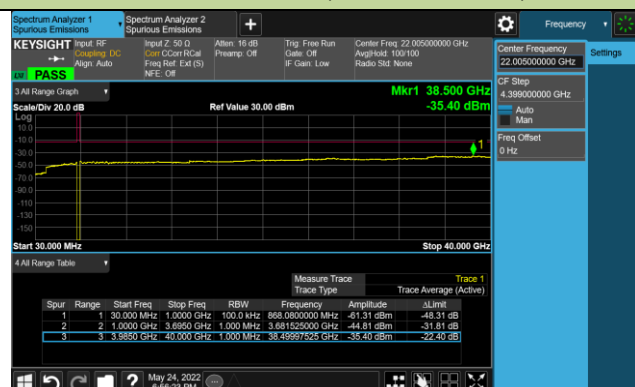 Spectrum Analyzer 1
Spurious Emissions
Spectrum Analyzer 2
Spurious Emissions
Frequency
KEYSIGHT
Input: RF
Coupling: DC
Align: Auto
Input Z: 50 Ω
Corr CCorr RCal
Freq Ref: Ext (S)
NFE: Off
Atten: 16 dB
Preamp: Off
Trig: Free Run
Gate: Off
IF Gain: Low
Center Freq: 22.005000000 GHz
Avg|Hold: 100/100
Radio Std: None
PASS
Center Frequency
22.005000000 GHz
Settings
CF Step
4.399000000 GHz
Auto
Man
Freq Offset
0 Hz
3 All Range Graph
Mkr1 38.500 GHz
Scale/Div 20.0 dB
Ref Value 30.00 dBm
-35.40 dBm
Log
10.0
-10.0
-30.0
-50.0
-70.0
-90.0
-110
-130
-150
1
Start 30.000 MHz
Stop 40.000 GHz
4 All Range Table
Measure Trace Trace 1
Trace Type Trace Average (Active)
Spur Range Start Freq Stop Freq RBW Frequency Amplitude ΔLimit
1 1 30.000 MHz 1.0000 GHz 100.0 kHz 868.0800000 MHz -61.31 dBm -48.31 dB
2 2 1.0000 GHz 3.6950 GHz 1.000 MHz 3.681525000 GHz -44.81 dBm -31.81 dB
3 3 3.9850 GHz 40.000 GHz 1.000 MHz 38.49997525 GHz -35.40 dBm -22.40 dB
May 24, 2022